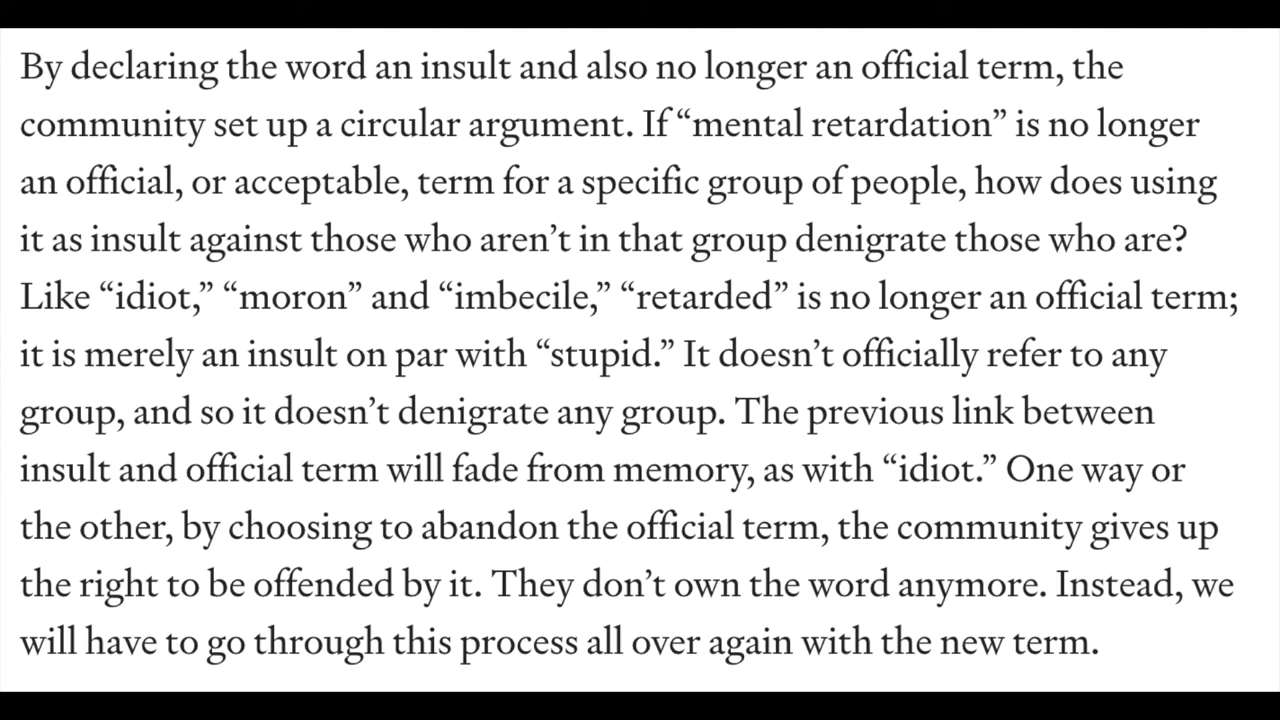 By declaring the word an insult and also no longer an official term, the
community set up a circular argument. If “mental retardation” is no longer
an official, or acceptable, term for a specific group of people, how does using
it as insult against those who aren’t in that group denigrate those who are?
Like “idiot,” “moron” and “imbecile,” “retarded” is no longer an official term;
it is merely an insult on par with “stupid.” It doesn’t officially refer to any
group, and so it doesn’t denigrate any group. The previous link between
insult and official term will fade from memory, as with “idiot.” One way or
the other, by choosing to abandon the official term, the community gives up
the right to be offended by it. They don’t own the word anymore. Instead, we
will have to go through this process all over again with the new term.